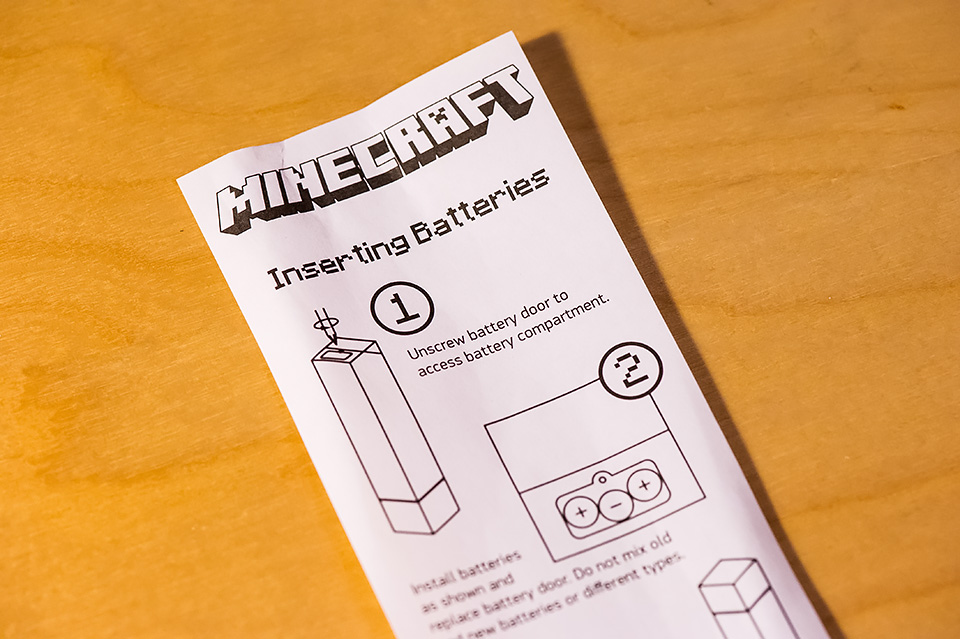 MINECRAFT
Inserting Batteries
1
Unscrew battery door to
access battery compartment.
2
+ − +
Install batteries
as shown and
replace battery door. Do not mix old
new batteries or different types.